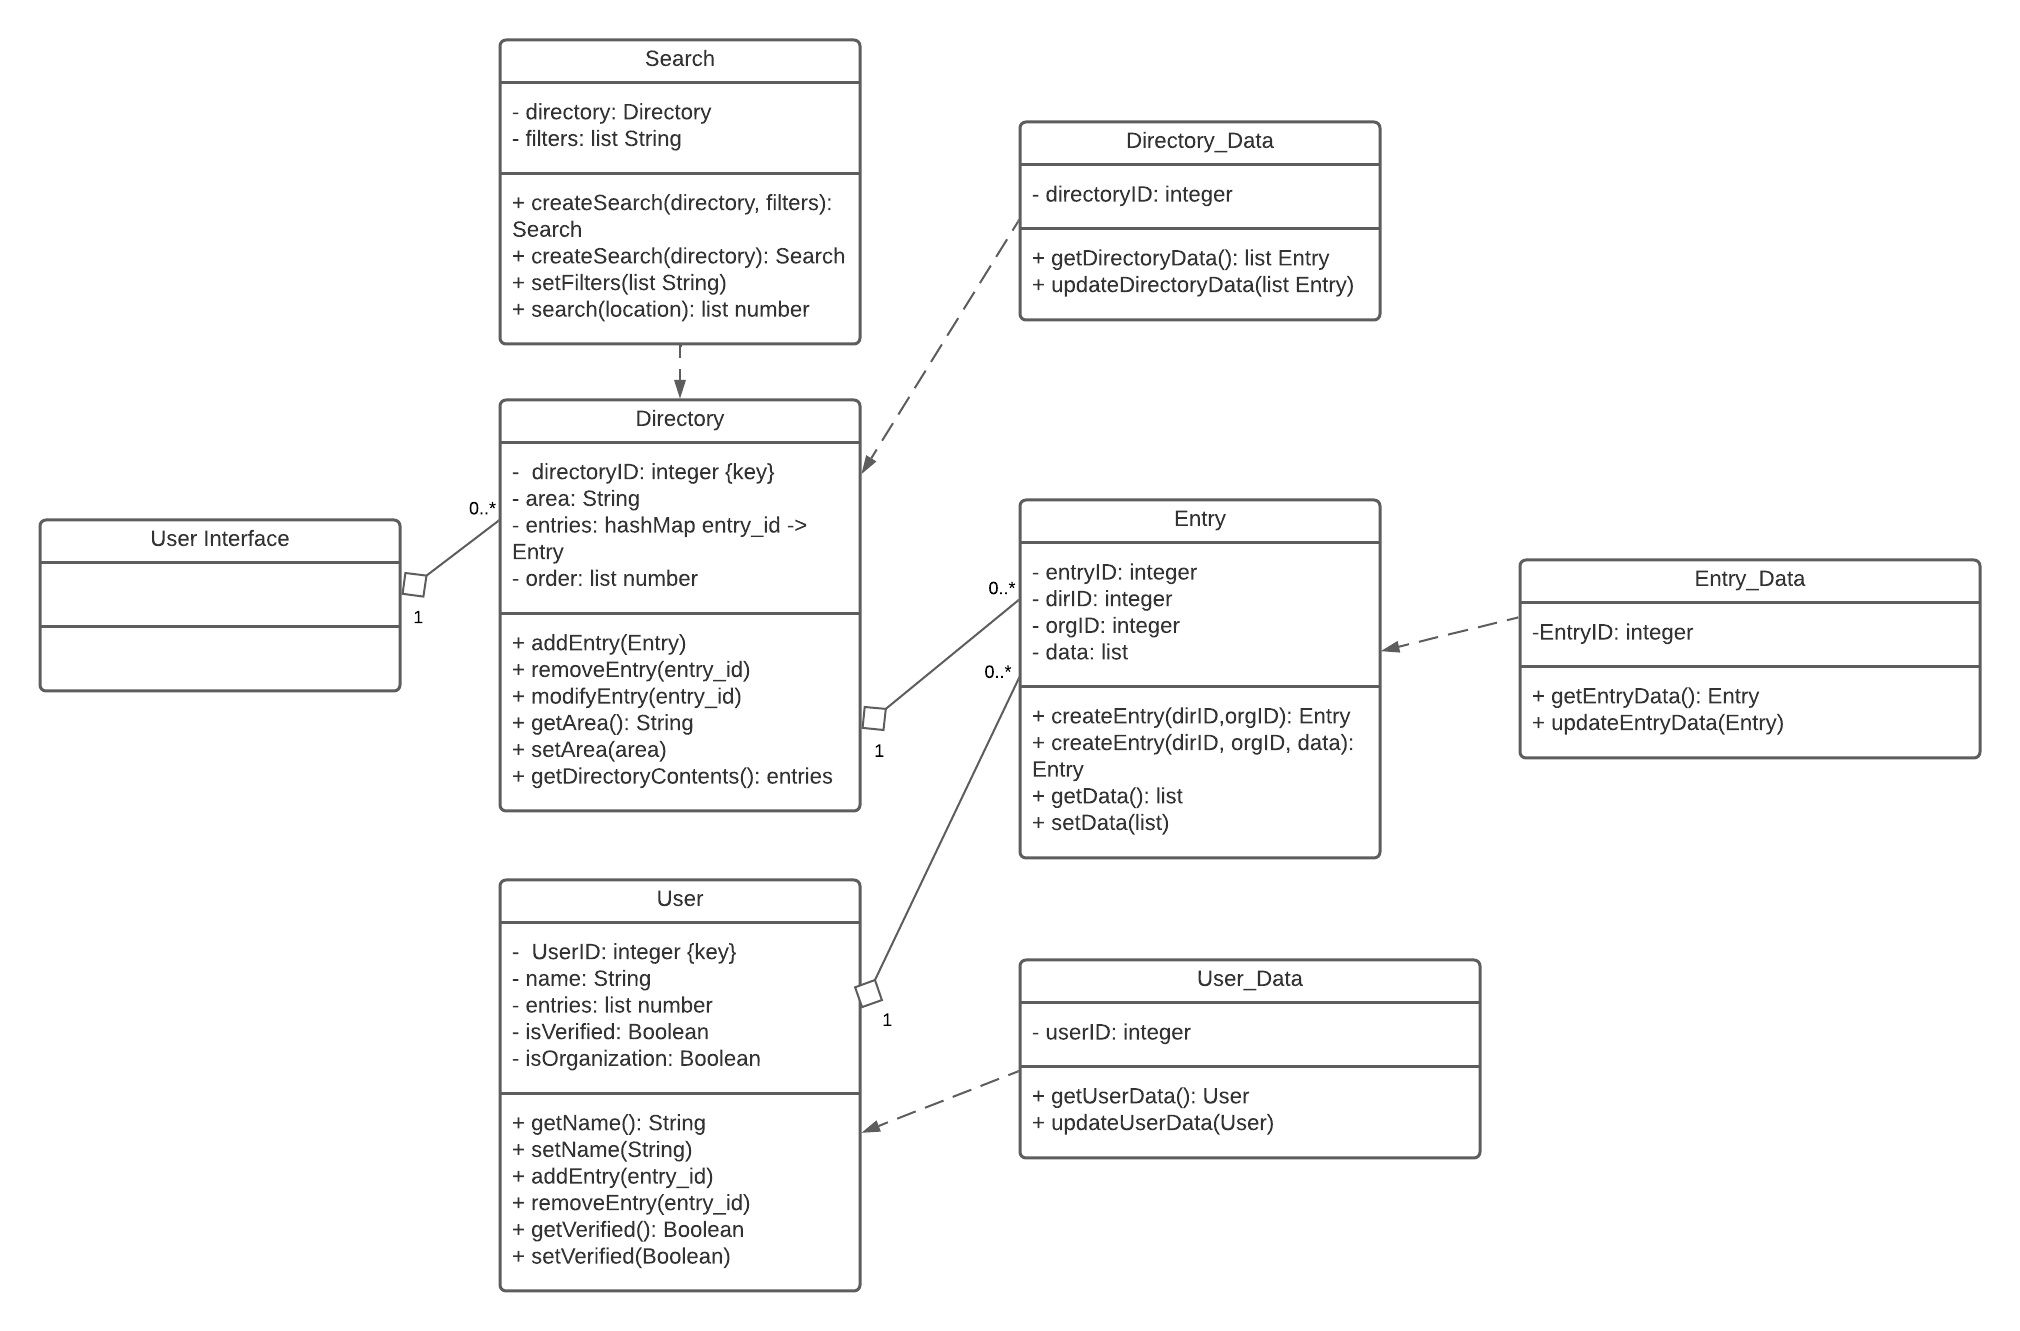 Search
- directory: Directory
- filters: list String
+ createSearch(directory, filters):
Search
+ createSearch(directory): Search
+ setFilters(list String)
+ search(location): list number
Directory_Data
- directoryID: integer
+ getDirectoryData(): list Entry
+ updateDirectoryData(list Entry)
Directory
-  directoryID: integer {key}
- area: String
- entries: hashMap entry_id ->
Entry
- order: list number
+ addEntry(Entry)
+ removeEntry(entry_id)
+ modifyEntry(entry_id)
+ getArea(): String
+ setArea(area)
+ getDirectoryContents(): entries
0..*
User Interface
1
Entry
- entryID: integer
- dirID: integer
- orgID: integer
- data: list
+ createEntry(dirID,orgID): Entry
+ createEntry(dirID, orgID, data):
Entry
+ getData(): list
+ setData(list)
0..*
0..*
1
Entry_Data
-EntryID: integer
+ getEntryData(): Entry
+ updateEntryData(Entry)
User
-  UserID: integer {key}
- name: String
- entries: list number
- isVerified: Boolean
- isOrganization: Boolean
+ getName(): String
+ setName(String)
+ addEntry(entry_id)
+ removeEntry(entry_id)
+ getVerified(): Boolean
+ setVerified(Boolean)
1
User_Data
- userID: integer
+ getUserData(): User
+ updateUserData(User)